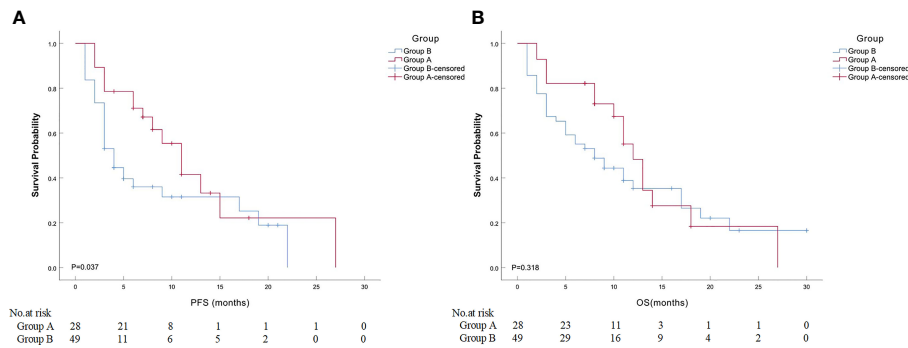 A
Group
Group B
Group A
Group B-censored
Group A-censored
Survival Probability
1,0
0,8
0,6
0,4
0,2
0,0
P=0.037
0 5 10 15 20 25 30
PFS (months)
No.at risk
Group A 28 21 8 1 1 1 0
Group B 49 11 6 5 2 0 0
B
Group
Group B
Group A
Group B-censored
Group A-censored
Survival Probability
1,0
0,8
0,6
0,4
0,2
0,0
P=0.318
0 5 10 15 20 25 30
OS(months)
No.at risk
Group A 28 23 11 3 1 1 0
Group B 49 29 16 9 4 2 0